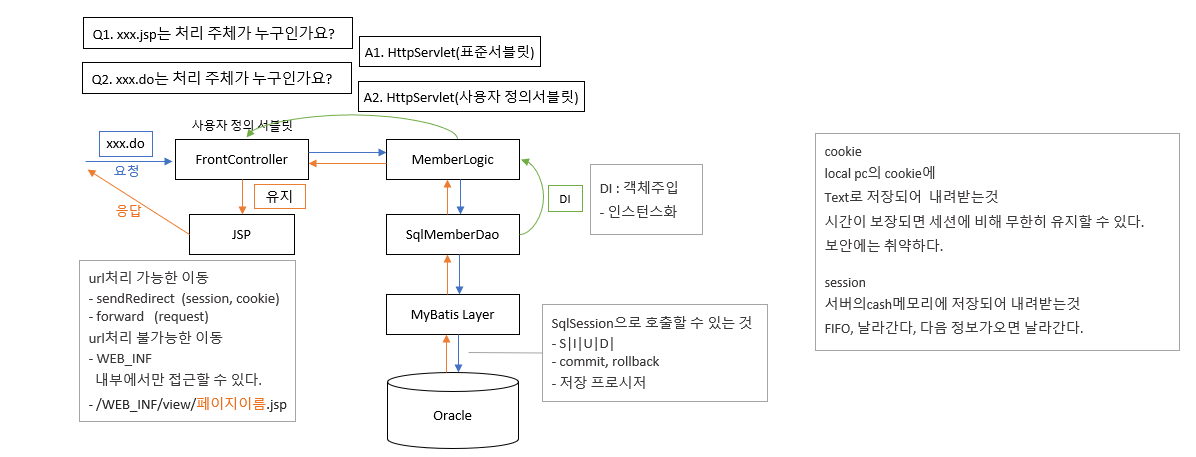 Q1. xxx.jsp는 처리 주체가 누구인가요?
A1. HttpServlet(표준서블릿)
Q2. xxx.do는 처리 주체가 누구인가요?
A2. HttpServlet(사용자 정의서블릿)
사용자 정의 서블릿
xxx.do
요청
응답
FrontController
유지
JSP
MemberLogic
SqlMemberDao
DI
DI : 객체주입
- 인스턴스화
MyBatis Layer
Oracle
url처리 가능한 이동
- sendRedirect (session, cookie)
- forward (request)
url처리 불가능한 이동
- WEB_INF
내부에서만 접근할 수 있다.
- /WEB_INF/view/페이지이름.jsp
SqlSession으로 호출할 수 있는 것
- S|I|U|D|
- commit, rollback
- 저장 프로시저
cookie
local pc의 cookie에
Text로 저장되어 내려받는것
시간이 보장되면 세션에 비해 무한히 유지할 수 있다.
보안에는 취약하다.
session
서버의cash메모리에 저장되어 내려받는것
FIFO, 날라간다, 다음 정보가오면 날라간다.